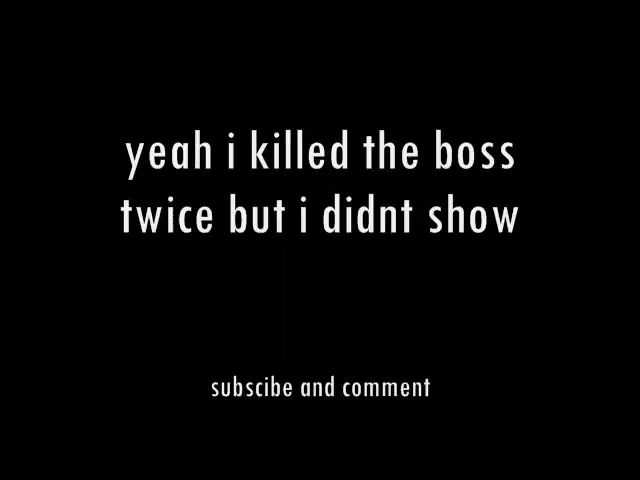 yeah i killed the boss
twice but i didnt show
subscibe and comment